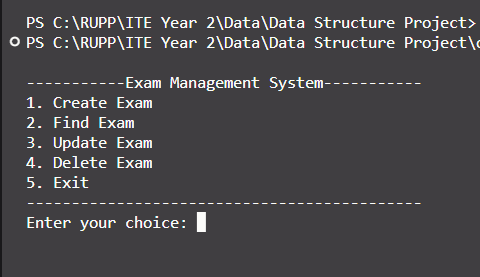 PS C:\RUPP\ITE Year 2\Data\Data Structure Project>
PS C:\RUPP\ITE Year 2\Data\Data Structure Project\
-----------Exam Management System-----------
1. Create Exam
2. Find Exam
3. Update Exam
4. Delete Exam
5. Exit
--------------------------------------------
Enter your choice: